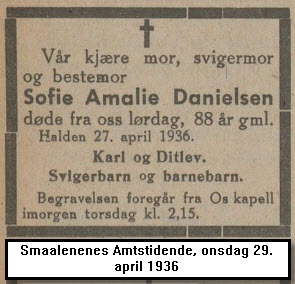 Vår kjære mor, svigermor
og bestemor
Sofie Amalie Danielsen
døde fra oss lørdag, 88 år gml.
Halden 27. april 1936.
Karl og Ditlev.
Svigerbarn og barnebarn.
Begravelsen foregår fra Os kapell
imorgen torsdag kl. 2,15.
Smaalenenes Amtstidende, onsdag 29.
april 1936